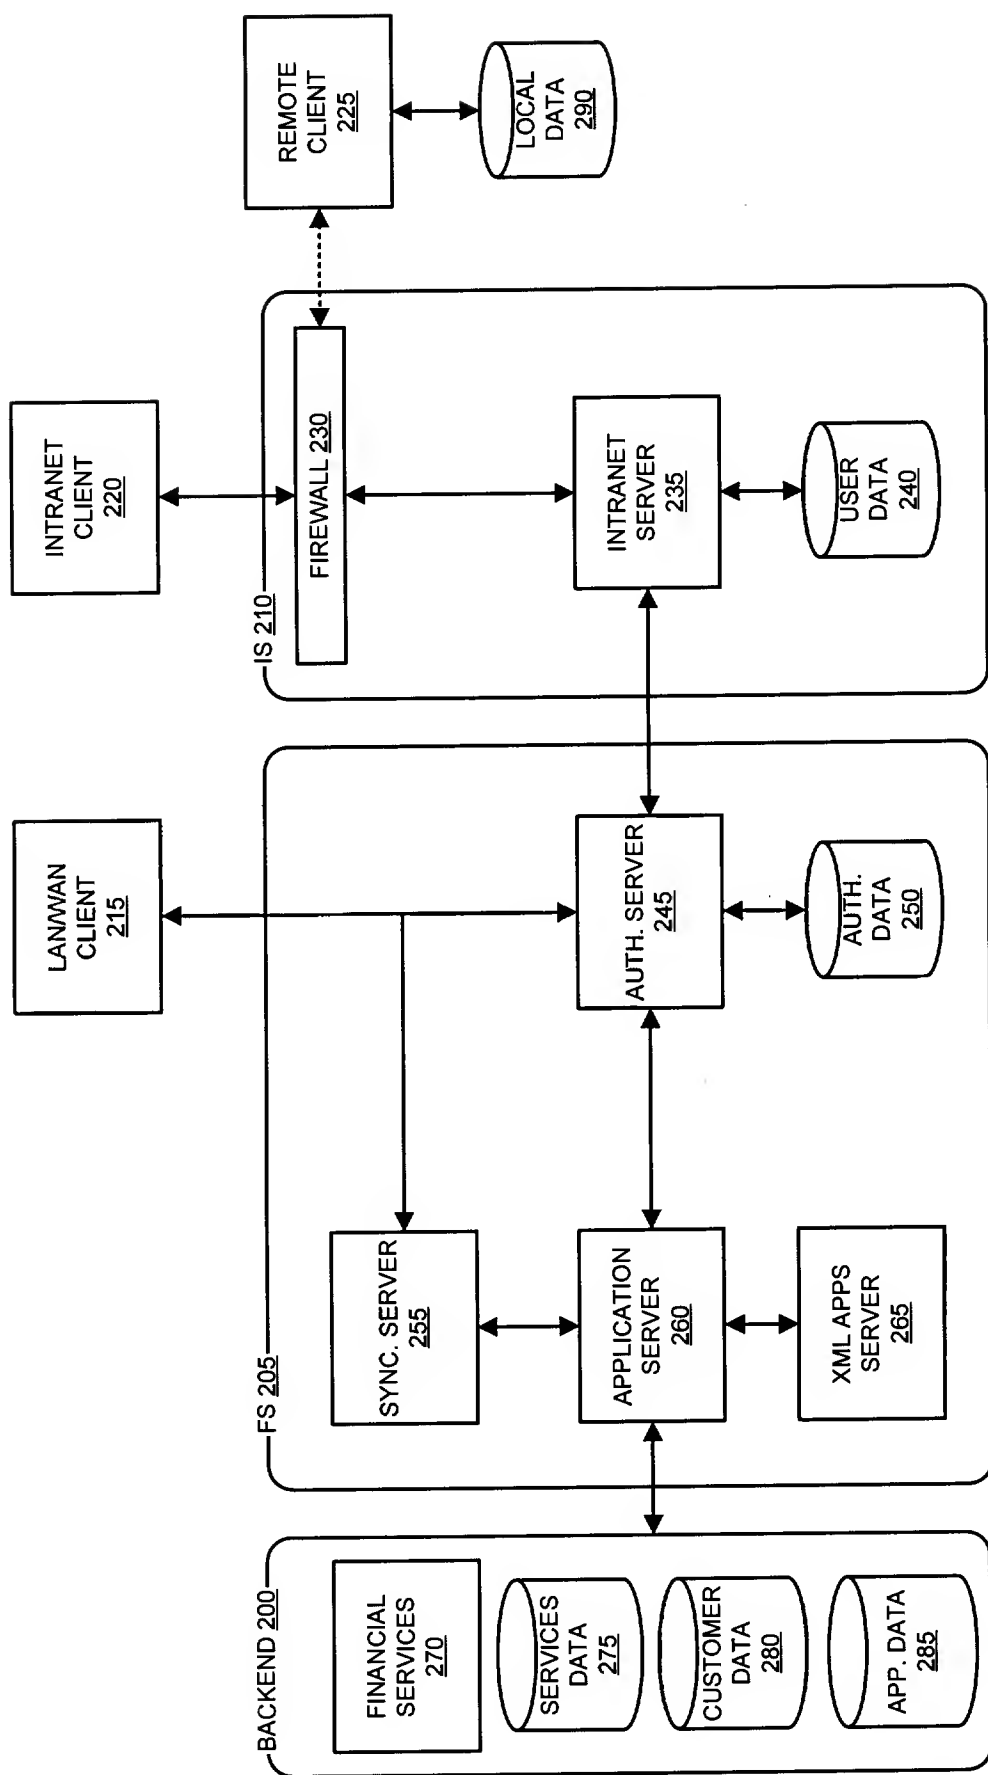 BACKEND 200
FINANCIAL
SERVICES
270
SERVICES
DATA
275
CUSTOMER
DATA
280
APP. DATA
285
FS 205
LAN/WAN
CLIENT
215
SYNC. SERVER
255
APPLICATION
SERVER
260
XML APPS
SERVER
265
AUTH. SERVER
245
AUTH.
DATA
250
IS 210
INTRANET
CLIENT
220
FIREWALL 230
INTRANET
SERVER
235
USER
DATA
240
REMOTE
CLIENT
225
LOCAL
DATA
290